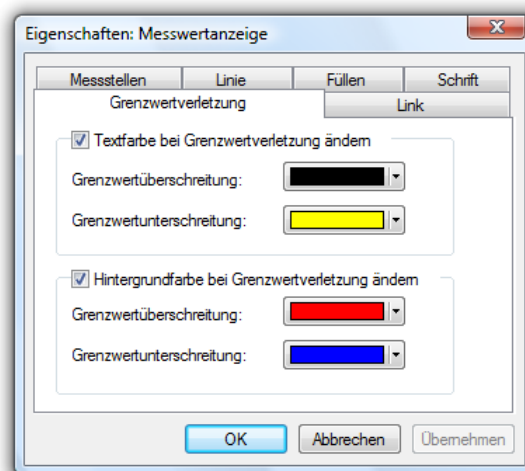 Eigenschaften: Messwertanzeige
Messstellen Linie Füllen Schrift
Grenzwertverletzung Link
Textfarbe bei Grenzwertverletzung ändern
Grenzwertüberschreitung:
Grenzwertunterschreitung:
Hintergrundfarbe bei Grenzwertverletzung ändern
Grenzwertüberschreitung:
Grenzwertunterschreitung:
OK Abbrechen Übernehmen